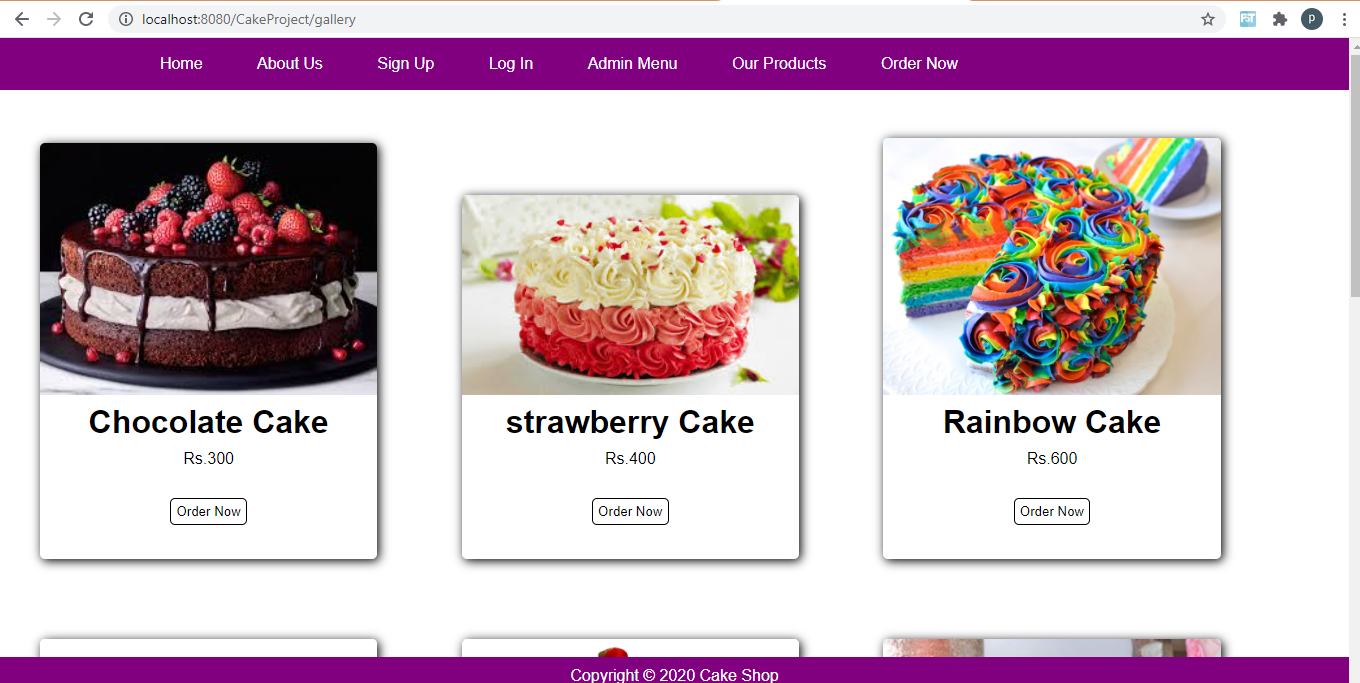 localhost:8080/CakeProject/gallery
P
Home About Us Sign Up Log In Admin Menu Our Products Order Now
Chocolate Cake strawberry Cake Rainbow Cake
Rs.300 Rs.400 Rs.600
Order Now Order Now Order Now
Copyright © 2020 Cake Shop